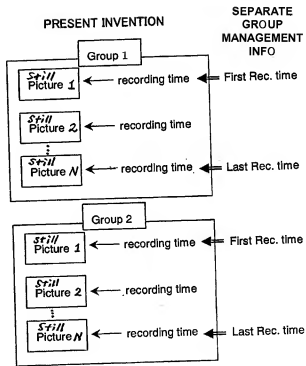 PRESENT INVENTION
SEPARATE
GROUP
MANAGEMENT
INFO
Group 1
Still
Picture 1 recording time First Rec. time
Still
Picture 2 recording time
Still
Picture N recording time Last Rec. time
Group 2
Still
Picture 1 recording time First Rec. time
Still
Picture 2 recording time
Still
Picture N recording time Last Rec. time